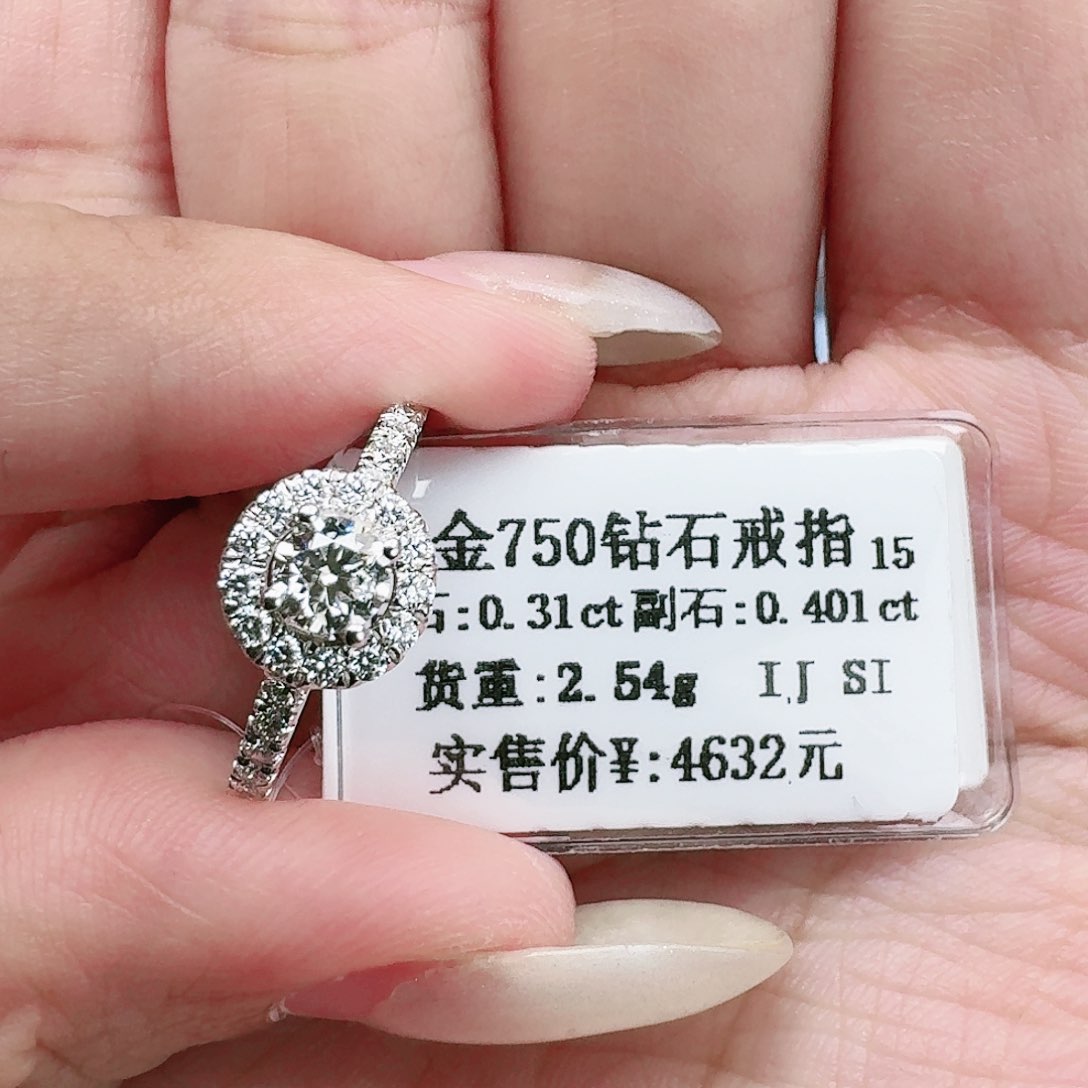 金750钻石戒指 15
石:0.31ct 副石:0.401ct
货重:2.54g IJ SI
实售价¥:4632元